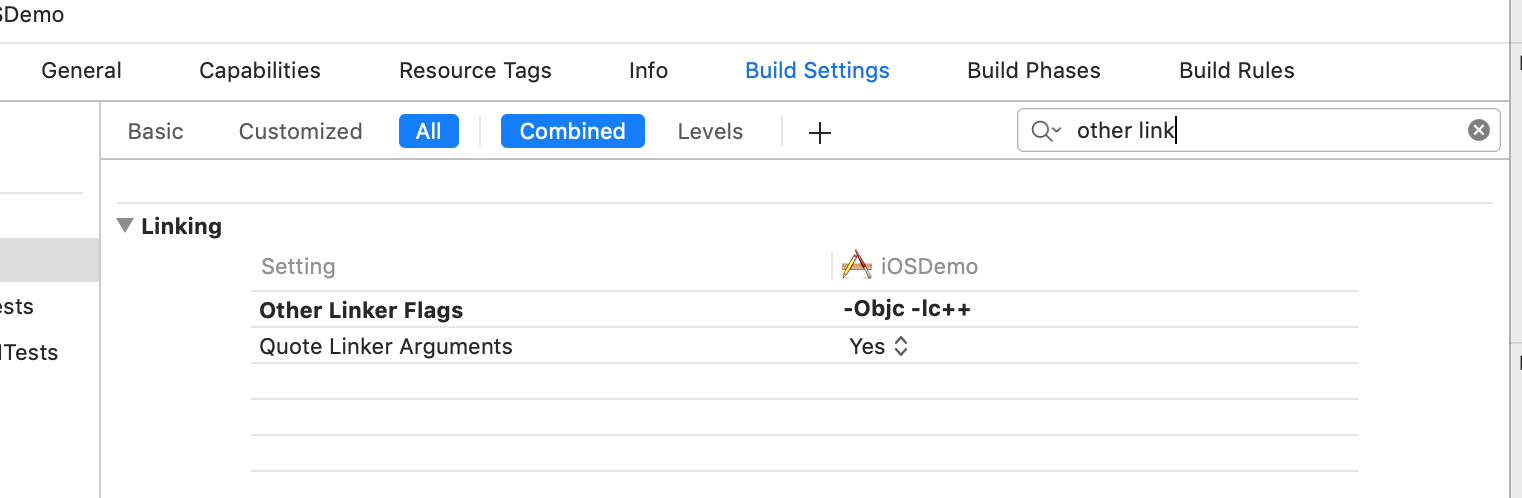 SDemo
General Capabilities Resource Tags Info Build Settings Build Phases Build Rules
Basic Customized All Combined Levels + other link
Linking
Setting iOSDemo
ests Other Linker Flags -Objc -lc++
Tests Quote Linker Arguments Yes